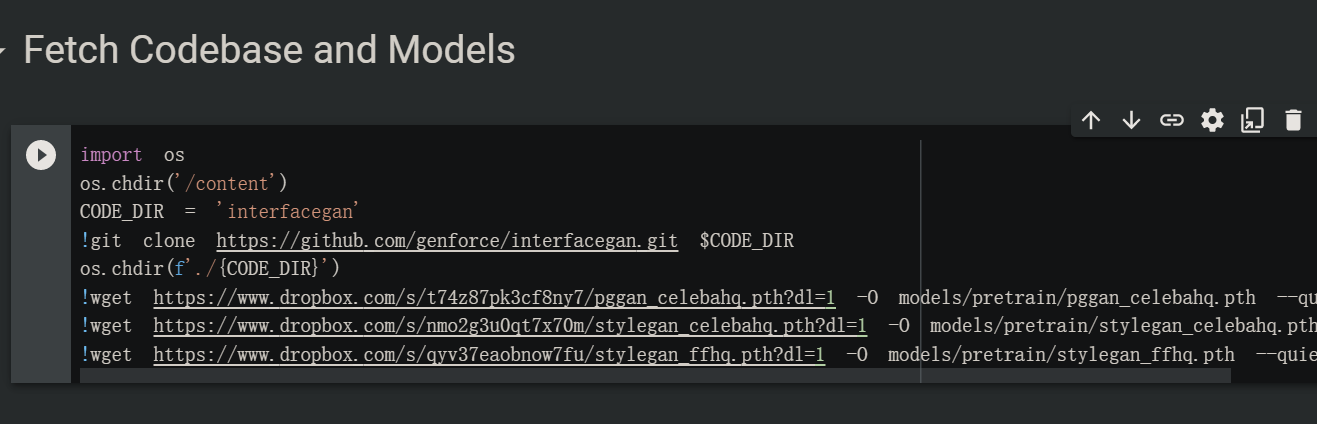 Fetch Codebase and Models
import os
os.chdir('/content')
CODE_DIR = 'interfacegan'
!git clone https://github.com/genforce/interfacegan.git $CODE_DIR
os.chdir(f'./{CODE_DIR}')
!wget https://www.dropbox.com/s/t74z87pk3cf8ny7/pggan_celebahq.pth?dl=1 -O models/pretrain/pggan_celebahq.pth --qu
!wget https://www.dropbox.com/s/nmo2g3u0qt7x70m/stylegan_celebahq.pth?dl=1 -O models/pretrain/stylegan_celebahq.pth
!wget https://www.dropbox.com/s/qyv37eaobnow7fu/stylegan_ffhq.pth?dl=1 -O models/pretrain/stylegan_ffhq.pth --quie